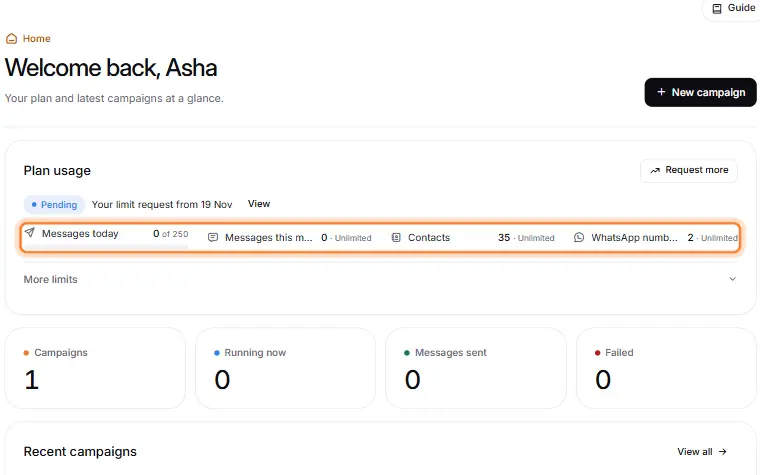 Guide
Home
Welcome back, Asha
Your plan and latest campaigns at a glance.
+ New campaign
Plan usage
Request more
Pending Your limit request from 19 Nov View
Messages today 0 of 250
Messages this m... 0 · Unlimited
Contacts 35 · Unlimited
WhatsApp numb... 2 · Unlimited
More limits
Campaigns
1
Running now
0
Messages sent
0
Failed
0
Recent campaigns
View all →